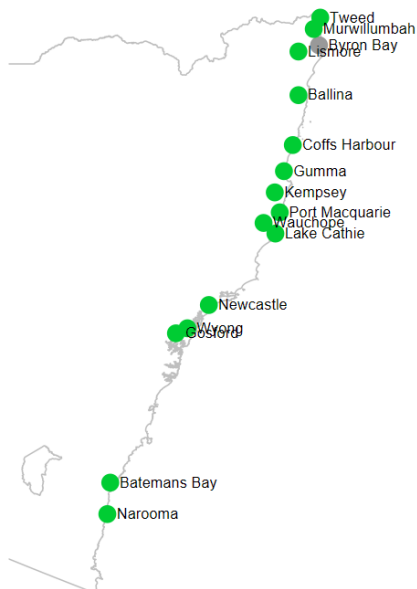 Tweed
Murwillumbah
Byron Bay
Lismore
Ballina
Coffs Harbour
Gumma
Kempsey
Port Macquarie
Wauchope
Lake Cathie
Newcastle
Wyong
Gosford
Batemans Bay
Narooma